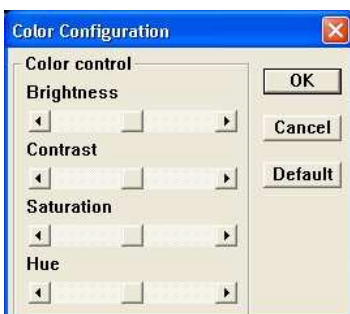 Color Configuration
Color control
Brightness
Contrast
Saturation
Hue
OK
Cancel
Default